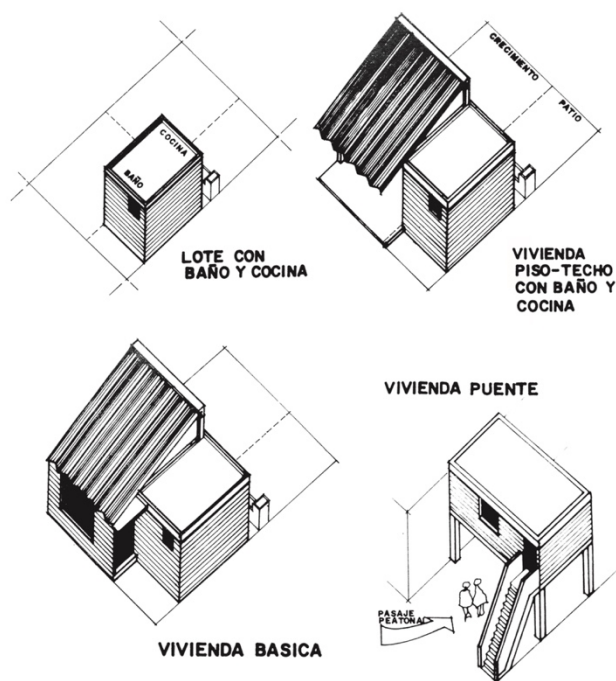 COCINA
BAÑO
LOTE CON
BAÑO Y COCINA
CRECIMIENTO
PATIO
VIVIENDA
PISO-TECHO
CON BAÑO Y
COCINA
VIVIENDA BASICA
VIVIENDA PUENTE
PASAJE
PEATONAL